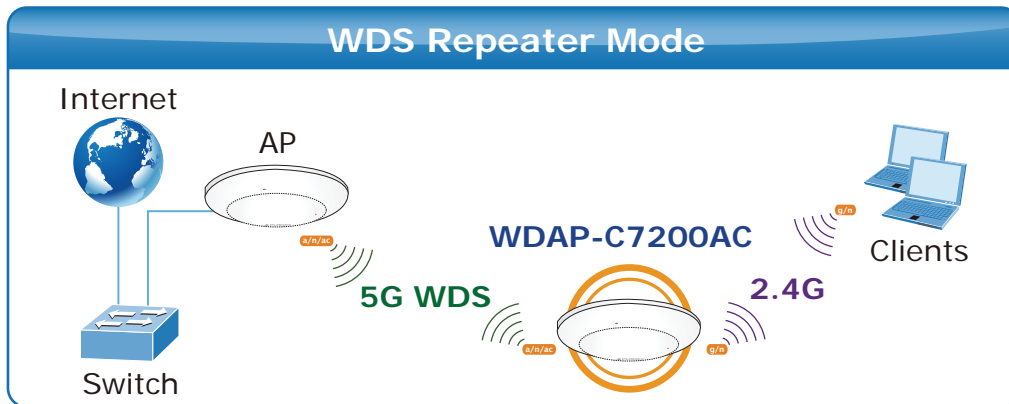 WDS Repeater Mode
Internet
AP
a/n/ac
5G WDS
WDAP-C7200AC
a/n/ac
g/n
2.4G
g/n
Clients
Switch